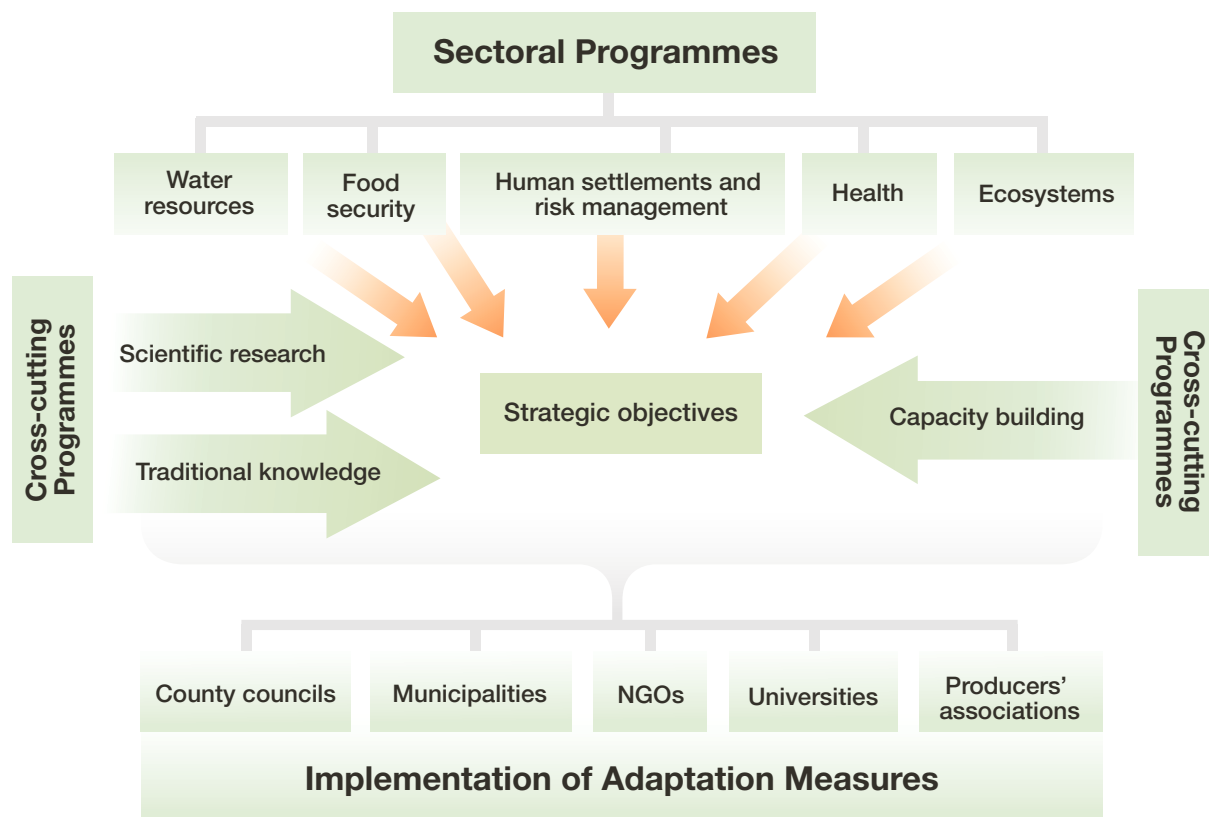 Sectoral Programmes
Water
resources
Food
security
Human settlements and
risk management
Health
Ecosystems
Cross-cutting
Programmes
Scientific research
Traditional knowledge
Strategic objectives
Capacity building
Cross-cutting
Programmes
County councils
Municipalities
NGOs
Universities
Producers’
associations
Implementation of Adaptation Measures